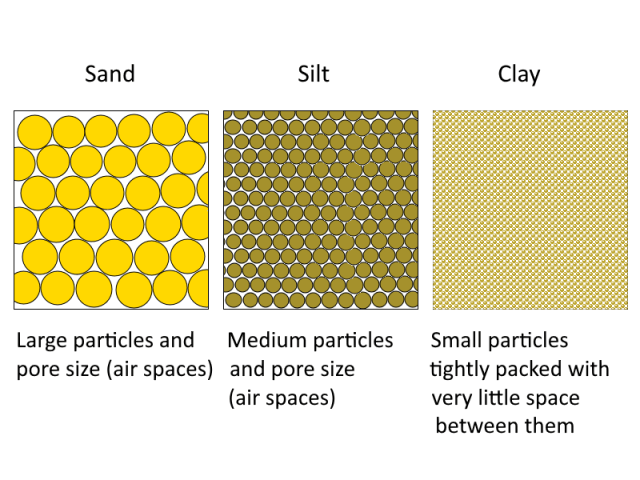 Sand
Silt
Clay
Large particles and
pore size (air spaces)
Medium particles
and pore size
(air spaces)
Small particles
tightly packed with
very little space
between them